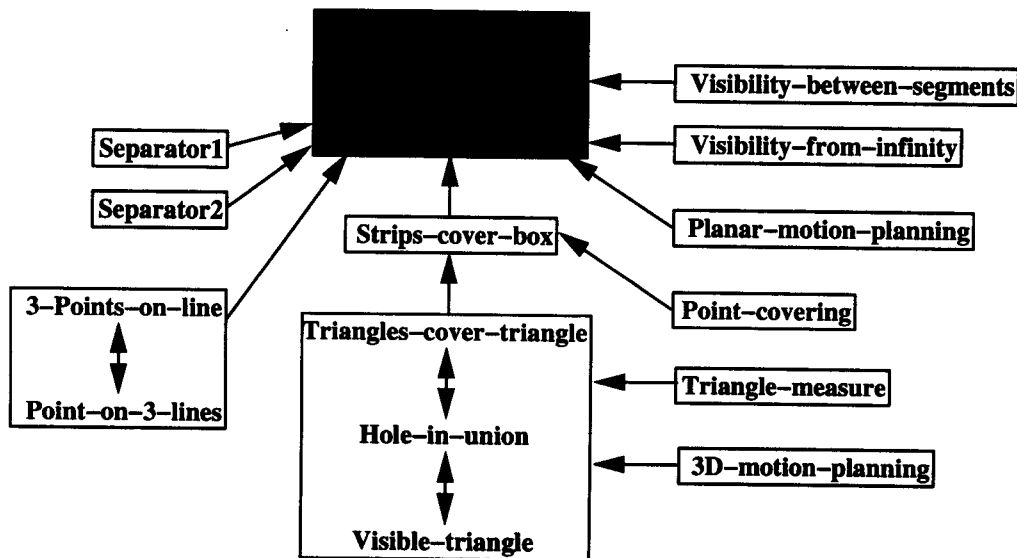 Visibility–between–segments
Separator1
Visibility–from–infinity
Separator2
Strips–cover–box
Planar–motion–planning
3–Points–on–line
Point–covering
Triangles–cover–triangle
Triangle–measure
Point–on–3–lines
Hole–in–union
3D–motion–planning
Visible–triangle